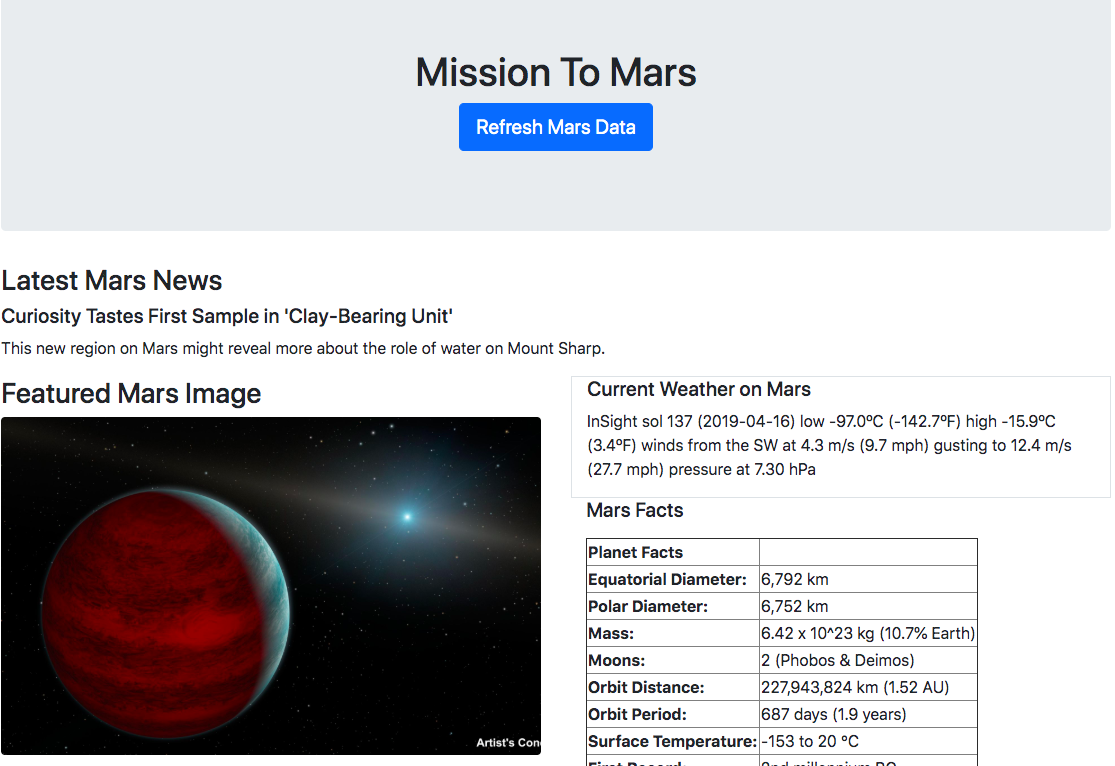 Mission To Mars
Refresh Mars Data
Latest Mars News
Curiosity Tastes First Sample in 'Clay-Bearing Unit'
This new region on Mars might reveal more about the role of water on Mount Sharp.
Featured Mars Image
Artist's Con
Current Weather on Mars
InSight sol 137 (2019-04-16) low -97.0ºC (-142.7ºF) high -15.9ºC
(3.4ºF) winds from the SW at 4.3 m/s (9.7 mph) gusting to 12.4 m/s
(27.7 mph) pressure at 7.30 hPa
Mars Facts
Planet Facts
Equatorial Diameter: 6,792 km
Polar Diameter: 6,752 km
Mass: 6.42 x 10^23 kg (10.7% Earth)
Moons: 2 (Phobos & Deimos)
Orbit Distance: 227,943,824 km (1.52 AU)
Orbit Period: 687 days (1.9 years)
Surface Temperature: -153 to 20 ºC
First Record: 2nd millennium BC